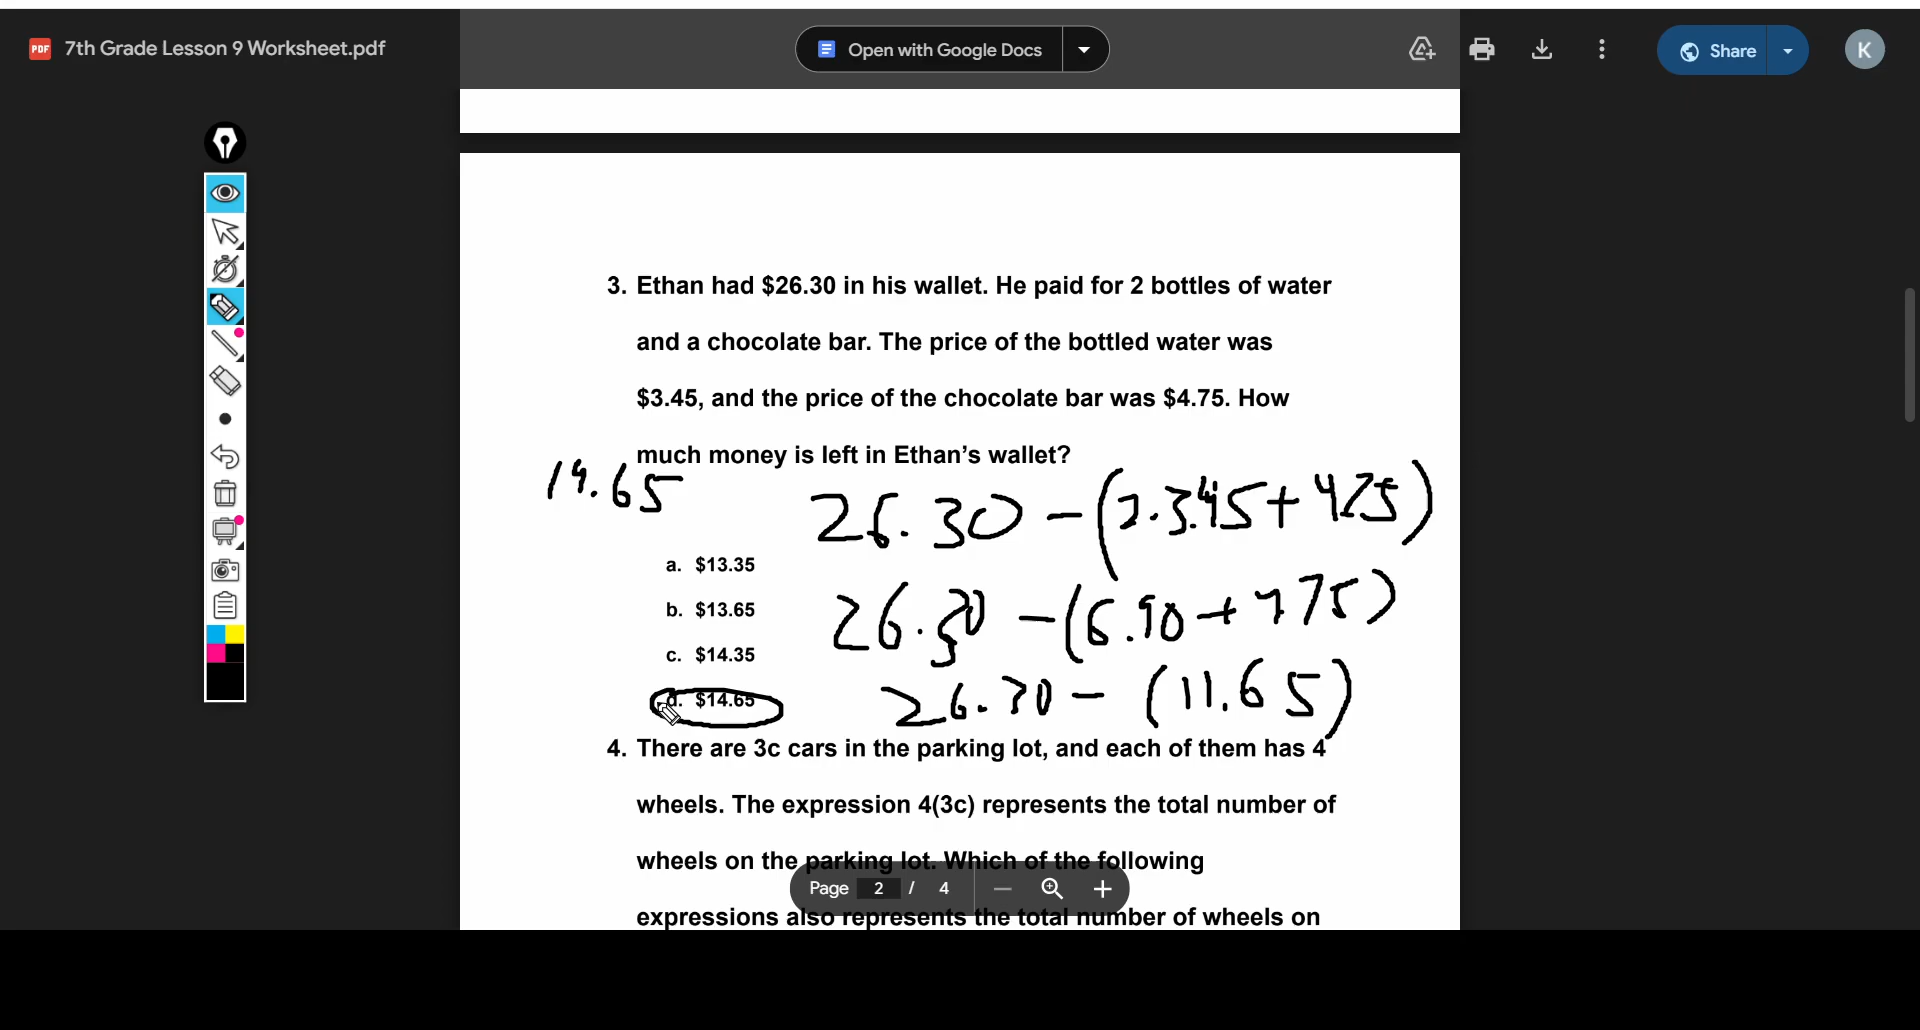 7th Grade Lesson 9 Worksheet.pdf
PDF
Open with Google Docs
Share
K
3. Ethan had $26.30 in his wallet. He paid for 2 bottles of water
and a chocolate bar. The price of the bottled water was
$3.45, and the price of the chocolate bar was $4.75. How
much money is left in Ethan’s wallet?
14.65
26.30 - (2.3.45 + 475)
a. $13.35
26.30 - (6.90 + 475)
b. $13.65
c. $14.35
26.30 - (11.65)
d. $14.65
4. There are 3c cars in the parking lot, and each of them has 4
wheels. The expression 4(3c) represents the total number of
wheels on the parking lot. Which of the following
Page 2 / 4
expressions also represents the total number of wheels on